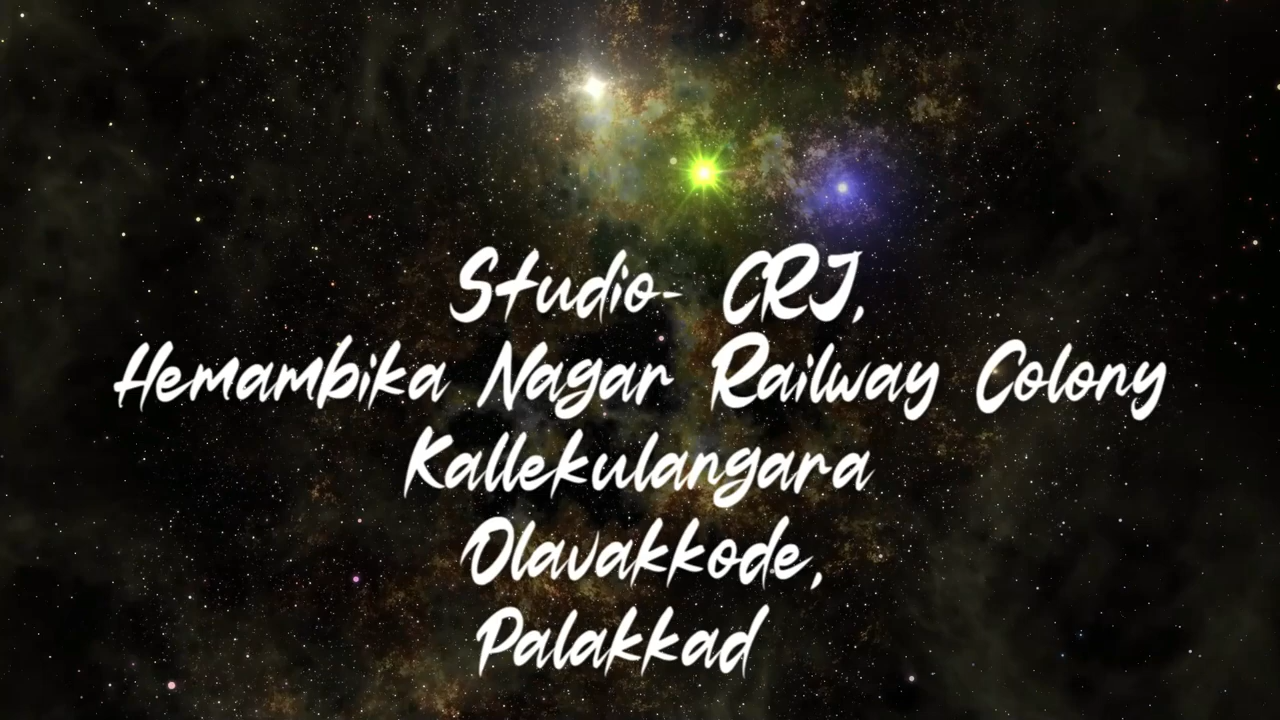 Studio- CRJ,
Hemambika Nagar Railway Colony
Kallekulangara
Olavakkode,
Palakkad